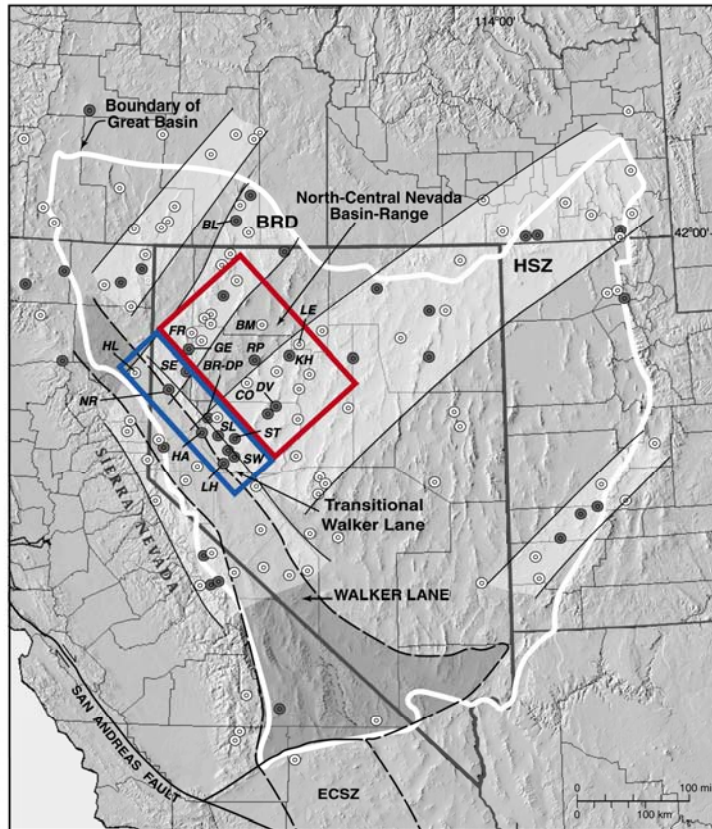 114°00'
Boundary of
Great Basin
North-Central Nevada
Basin-Range
BL
BRD
42°00'
HSZ
LE
FR
BM
HL
GE
RP
KH
SE
BR-DP
DV
NR
CO
SL
ST
HA
SW
LH
Transitional
Walker Lane
SIERRA NEVADA
WALKER LANE
SAN ANDREAS FAULT
ECSZ
0
100 mi
0
100 km